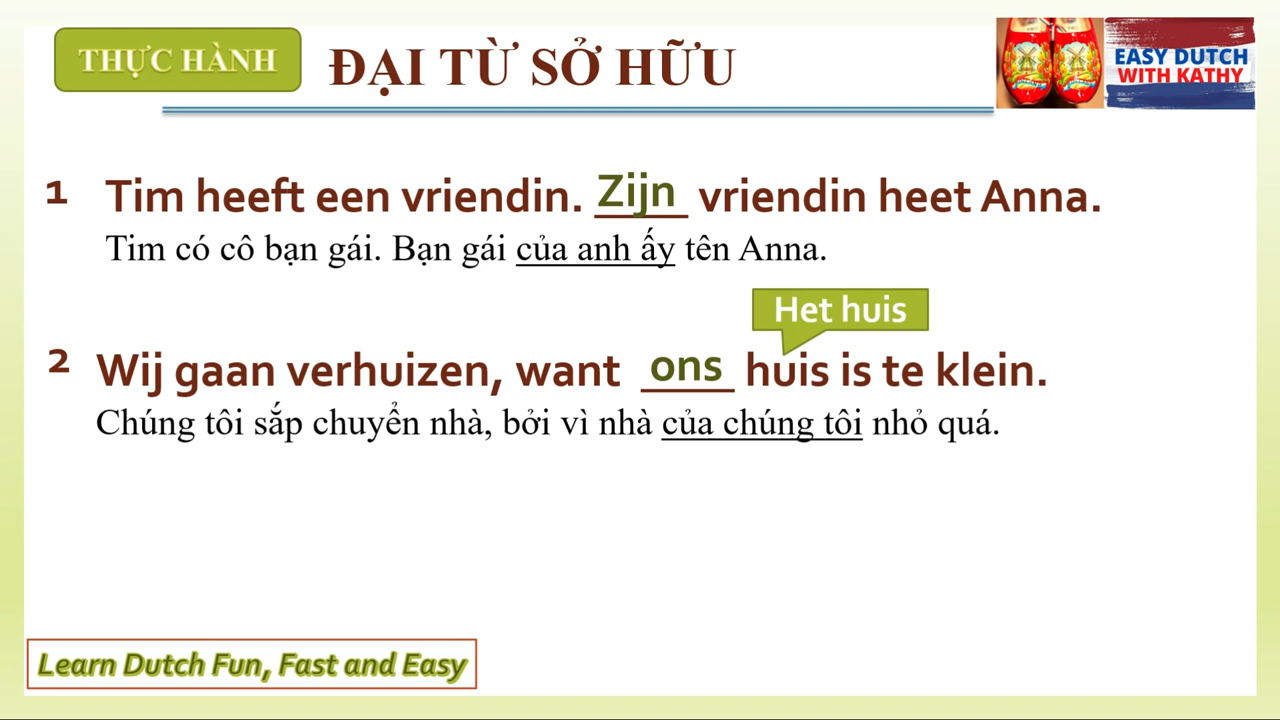 THỰC HÀNH
ĐẠI TỪ SỞ HỮU
EASY DUTCH
WITH KATHY
1 Tim heeft een vriendin. Zijn vriendin heet Anna.
Tim có cô bạn gái. Bạn gái của anh ấy tên Anna.
Het huis
2 Wij gaan verhuizen, want ons huis is te klein.
Chúng tôi sắp chuyển nhà, bởi vì nhà của chúng tôi nhỏ quá.
Learn Dutch Fun, Fast and Easy